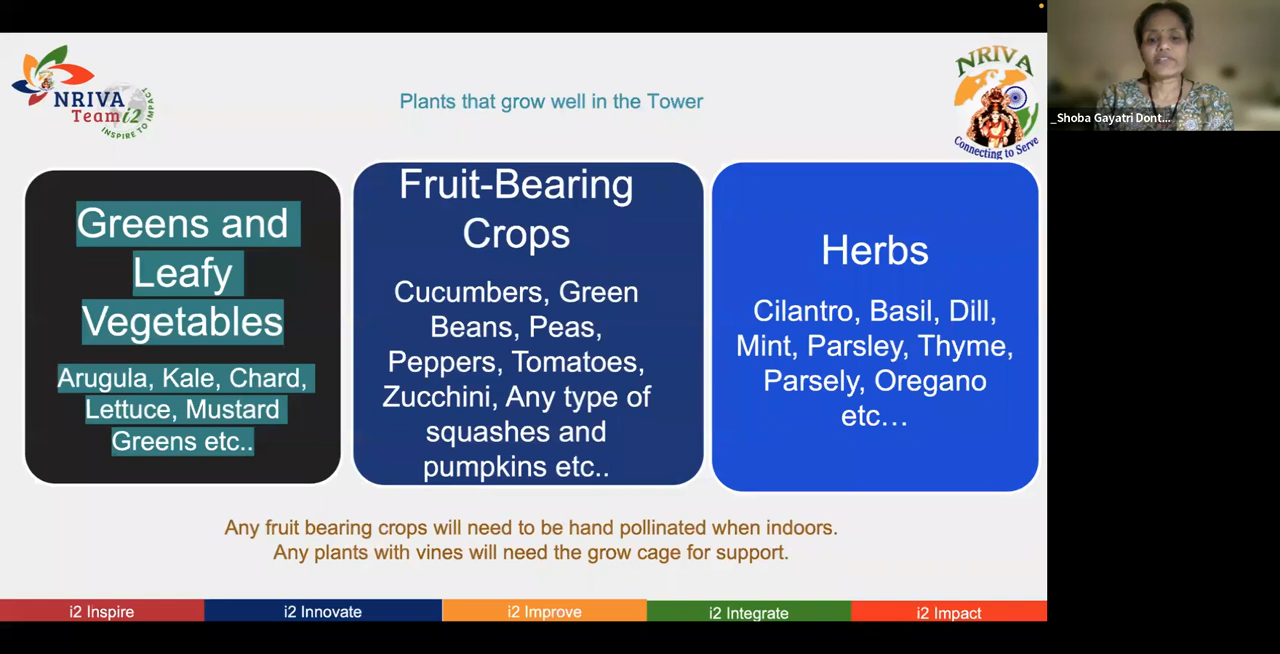 NRIVA
Team i2
INSPIRE TO IMPACT
Plants that grow well in the Tower
NRIVA
Connecting to Serve
_Shoba Gayatri Dont...
Greens and
Leafy
Vegetables
Arugula, Kale, Chard,
Lettuce, Mustard
Greens etc..
Fruit-Bearing
Crops
Cucumbers, Green
Beans, Peas,
Peppers, Tomatoes,
Zucchini, Any type of
squashes and
pumpkins etc..
Herbs
Cilantro, Basil, Dill,
Mint, Parsley, Thyme,
Parsely, Oregano
etc...
Any fruit bearing crops will need to be hand pollinated when indoors.
Any plants with vines will need the grow cage for support.
i2 Inspire
i2 Innovate
i2 Improve
i2 Integrate
i2 Impact